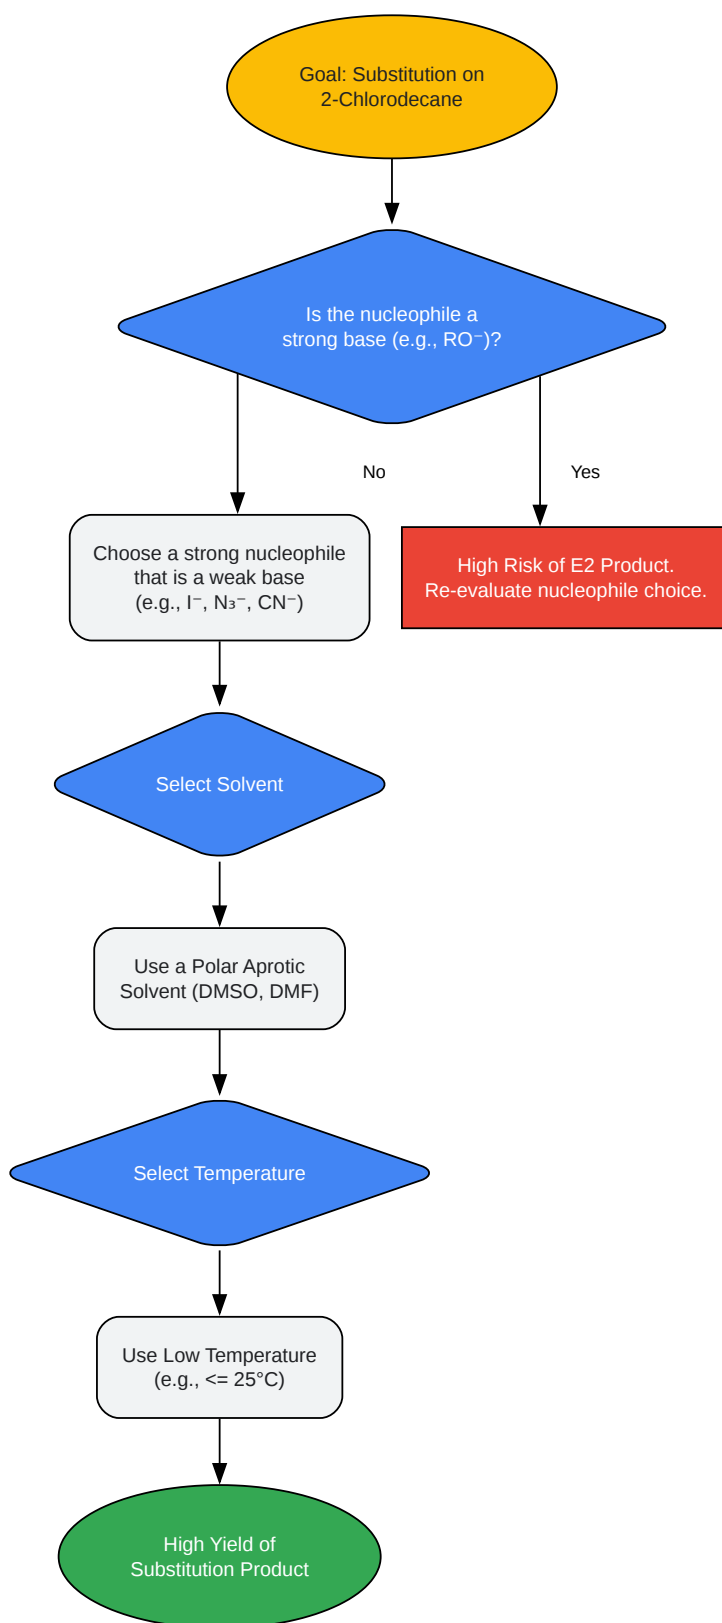 Goal: Substitution on
2-Chlorodecane
Is the nucleophile a
strong base (e.g., RO⁻)?
No
Yes
Choose a strong nucleophile
that is a weak base
(e.g., I⁻, N₃⁻, CN⁻)
High Risk of E2 Product.
Re-evaluate nucleophile choice.
Select Solvent
Use a Polar Aprotic
Solvent (DMSO, DMF)
Select Temperature
Use Low Temperature
(e.g., <= 25°C)
High Yield of
Substitution Product